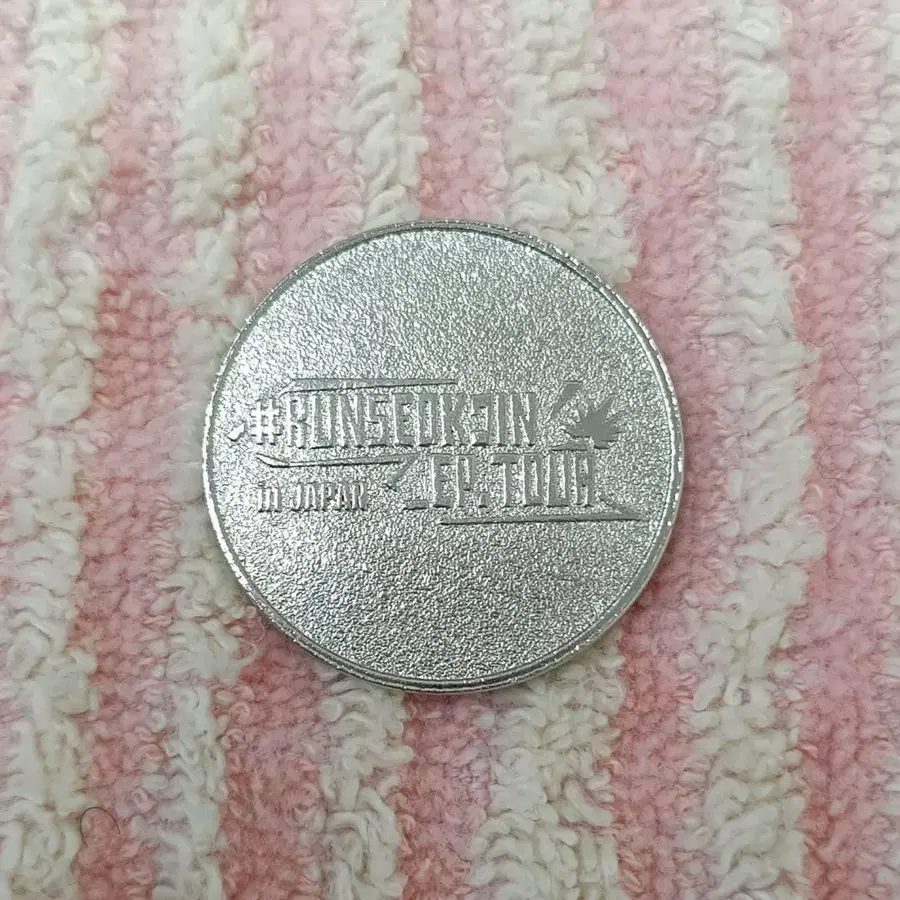 #RUNSEOKJIN
_EP. TOUR
in JAPAN